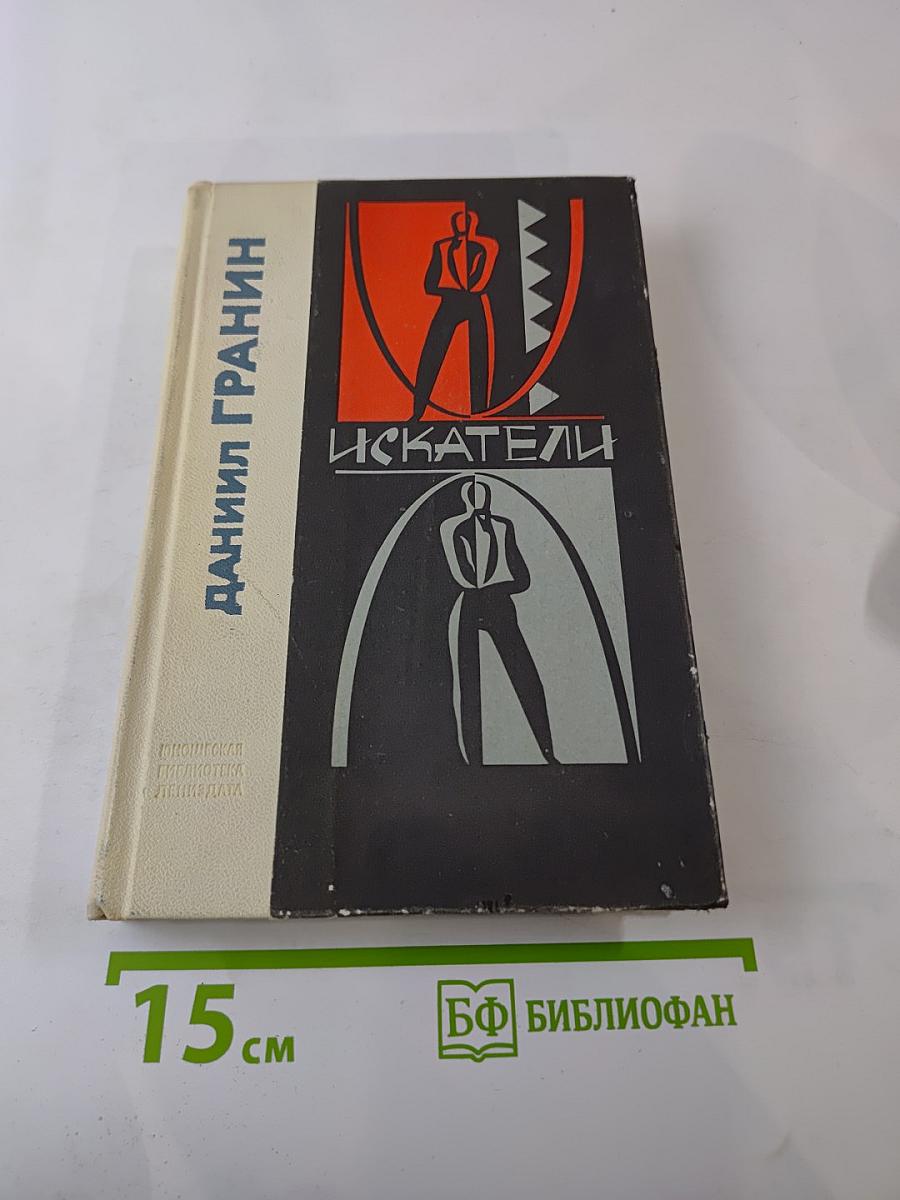 ДАНИИЛ ГРАНИН
ИСКАТЕЛИ
ЮНОШЕСКАЯ
БИБЛИОТЕКА
ЛЕНИЗДАТА
15 см
БФ БИБЛИОФАН